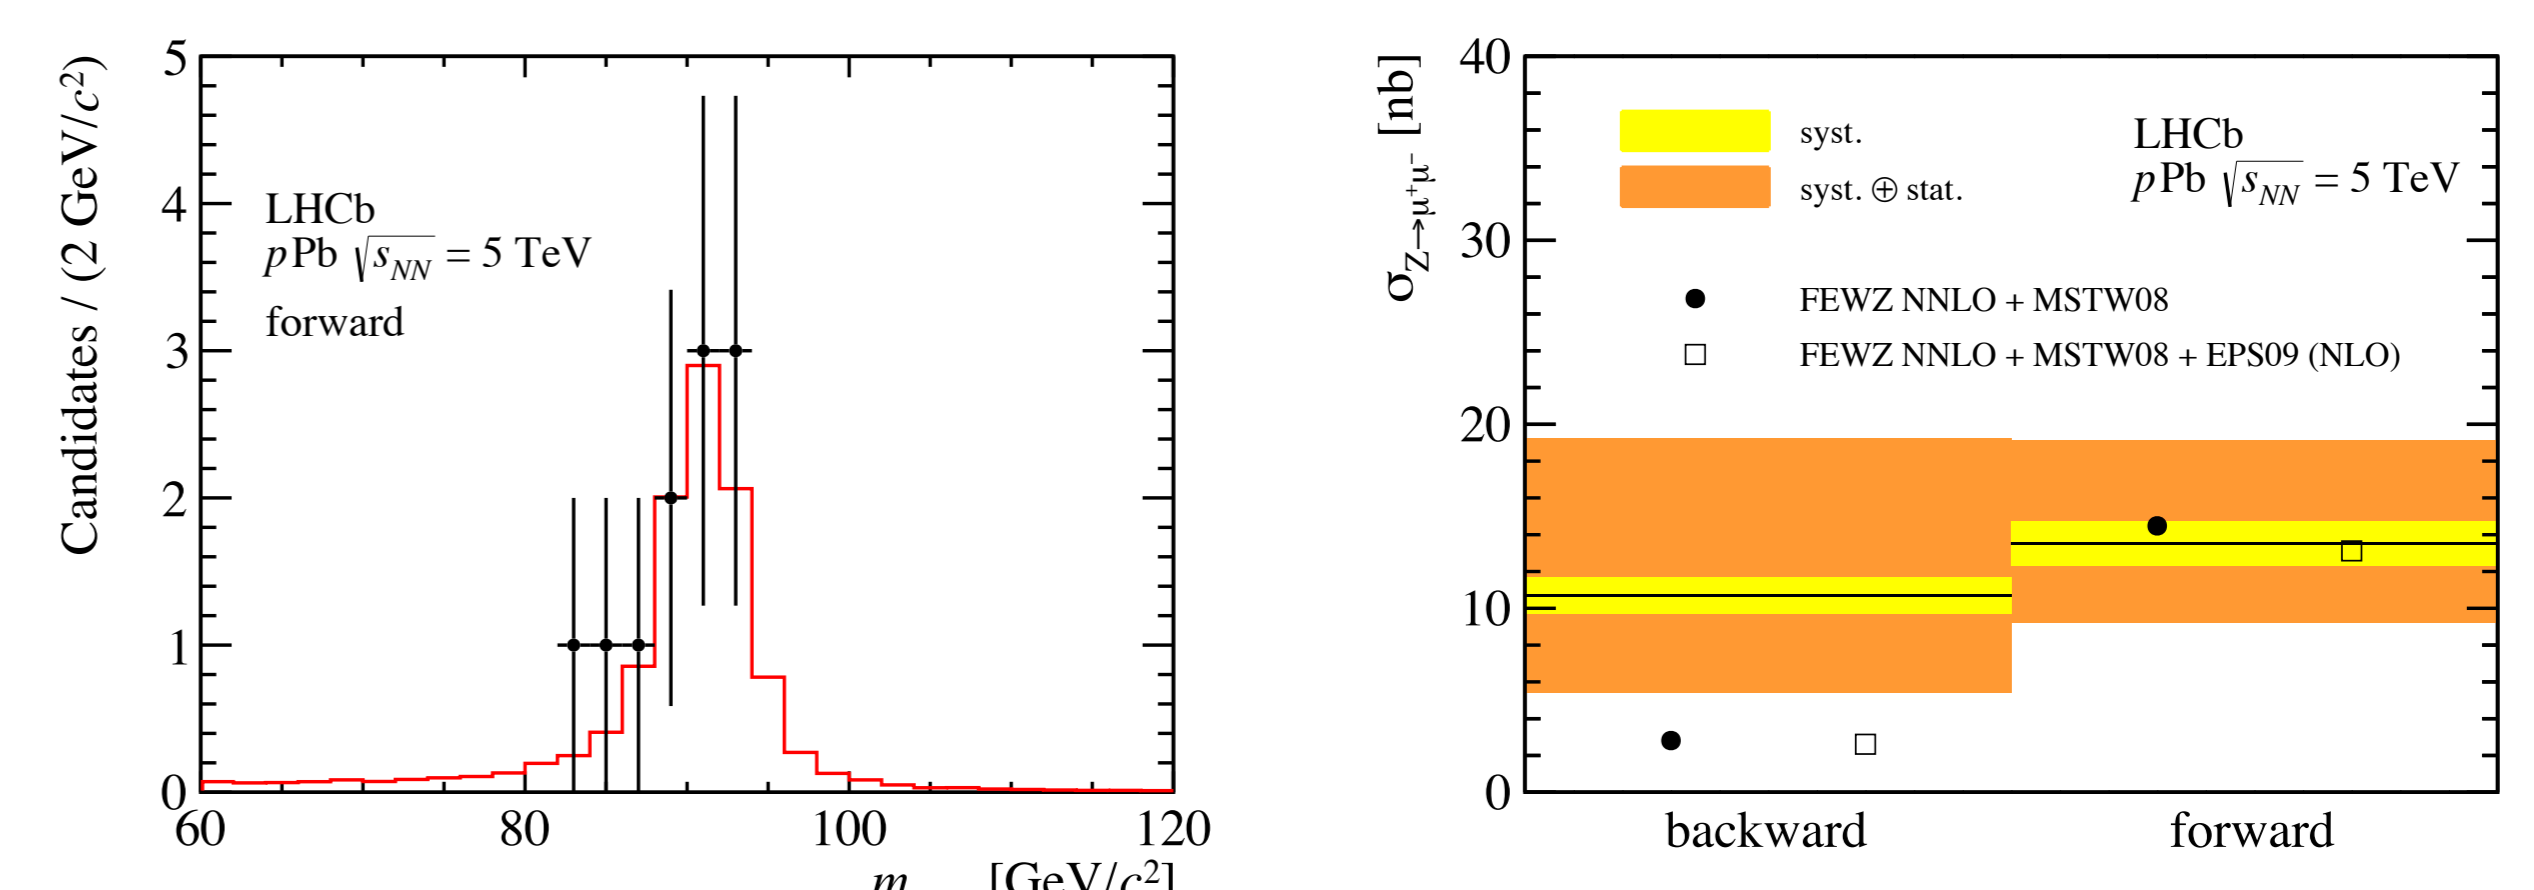 Candidates / (2 GeV/c²)
5
4
3
2
1
0
LHCb
pPb √s_NN = 5 TeV
forward
60 80 100 120
m [GeV/c²]
σ_Z→μ⁺μ⁻ [nb]
40
30
20
10
0
syst.
syst. ⊕ stat.
LHCb
pPb √s_NN = 5 TeV
FEWZ NNLO + MSTW08
FEWZ NNLO + MSTW08 + EPS09 (NLO)
backward forward